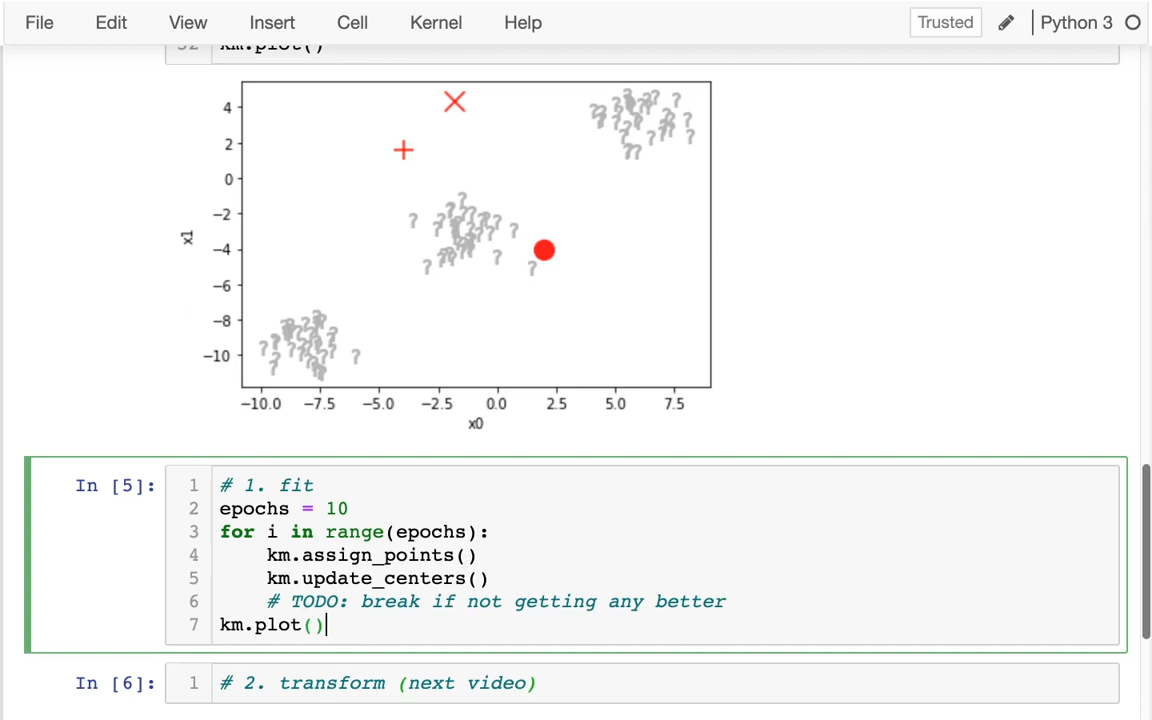 File Edit View Insert Cell Kernel Help Trusted Python 3
32 km.plot()
4
2
0
−2
−4
−6
−8
−10
x1
−10.0 −7.5 −5.0 −2.5 0.0 2.5 5.0 7.5
x0
In [5]: 1 # 1. fit
2 epochs = 10
3 for i in range(epochs):
4 km.assign_points()
5 km.update_centers()
6 # TODO: break if not getting any better
7 km.plot()
In [6]: 1 # 2. transform (next video)